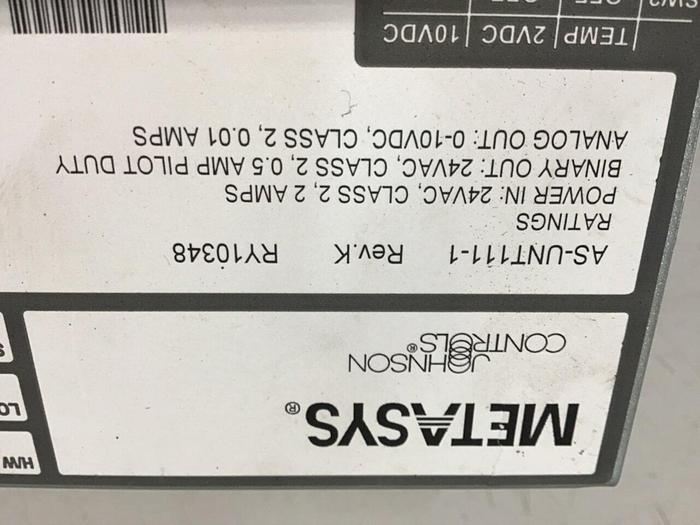 H/W
LO
S
METASYS®
JOHNSON
CONTROLS®
AS-UNT111-1 Rev.K RY10348
RATINGS
POWER IN: 24VAC, CLASS 2, 2 AMPS
BINARY OUT: 24VAC, CLASS 2, 0.5 AMP PILOT DUTY
ANALOG OUT: 0-10VDC, CLASS 2, 0.01 AMPS
TEMP 2VDC 10VDC